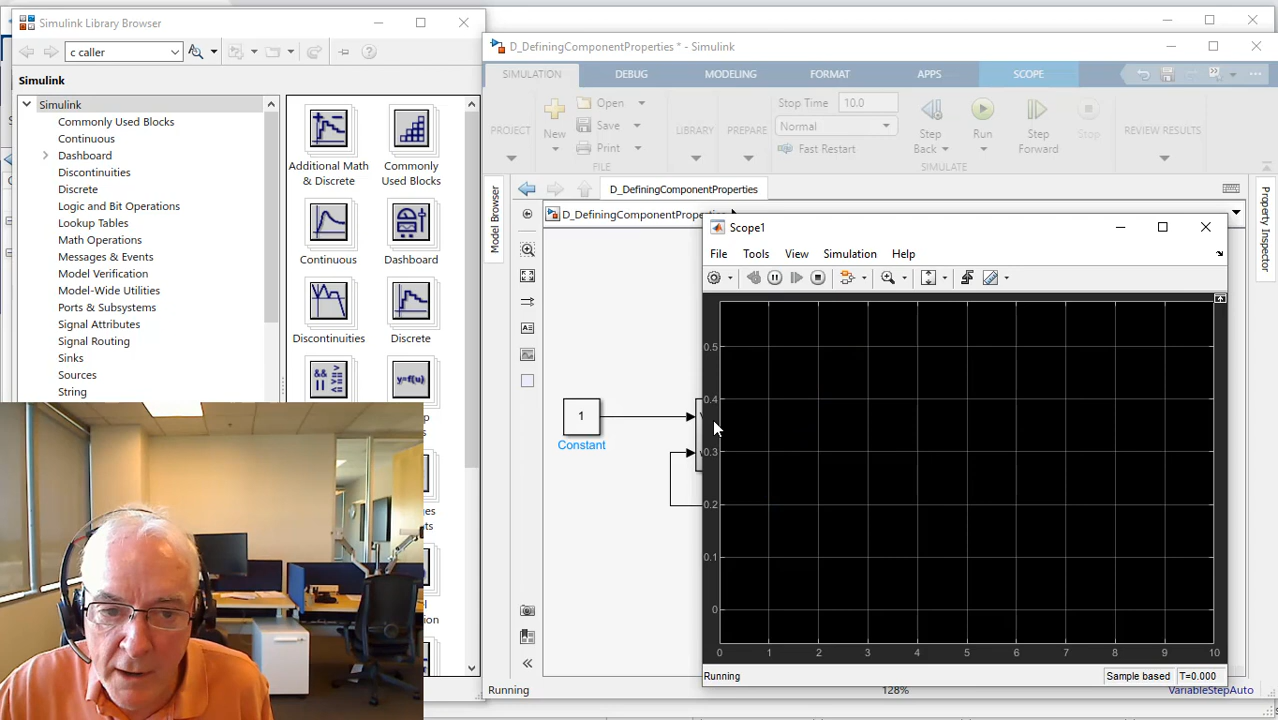 Simulink Library Browser
c caller
Simulink
Simulink
Commonly Used Blocks
Continuous
Dashboard
Discontinuities
Discrete
Logic and Bit Operations
Lookup Tables
Math Operations
Messages & Events
Model Verification
Model-Wide Utilities
Ports & Subsystems
Signal Attributes
Signal Routing
Sinks
Sources
String
Additional Math
& Discrete
Commonly
Used Blocks
Continuous
Dashboard
Discontinuities
Discrete
y=f(u)
D_DefiningComponentProperties * - Simulink
SIMULATION
DEBUG
MODELING
FORMAT
APPS
SCOPE
PROJECT
New
Open
Save
Print
FILE
LIBRARY
PREPARE
Stop Time
10.0
Normal
Fast Restart
Step
Back
Run
Step
Forward
Stop
SIMULATE
REVIEW RESULTS
Model Browser
D_DefiningComponentProperties
D_DefiningComponentProperties
Property Inspector
1
Constant
Scope1
File
Tools
View
Simulation
Help
0.5
0.4
0.3
0.2
0.1
0
0 1 2 3 4 5 6 7 8 9 10
Running
Sample based
T=0.000
Running
128%
VariableStepAuto